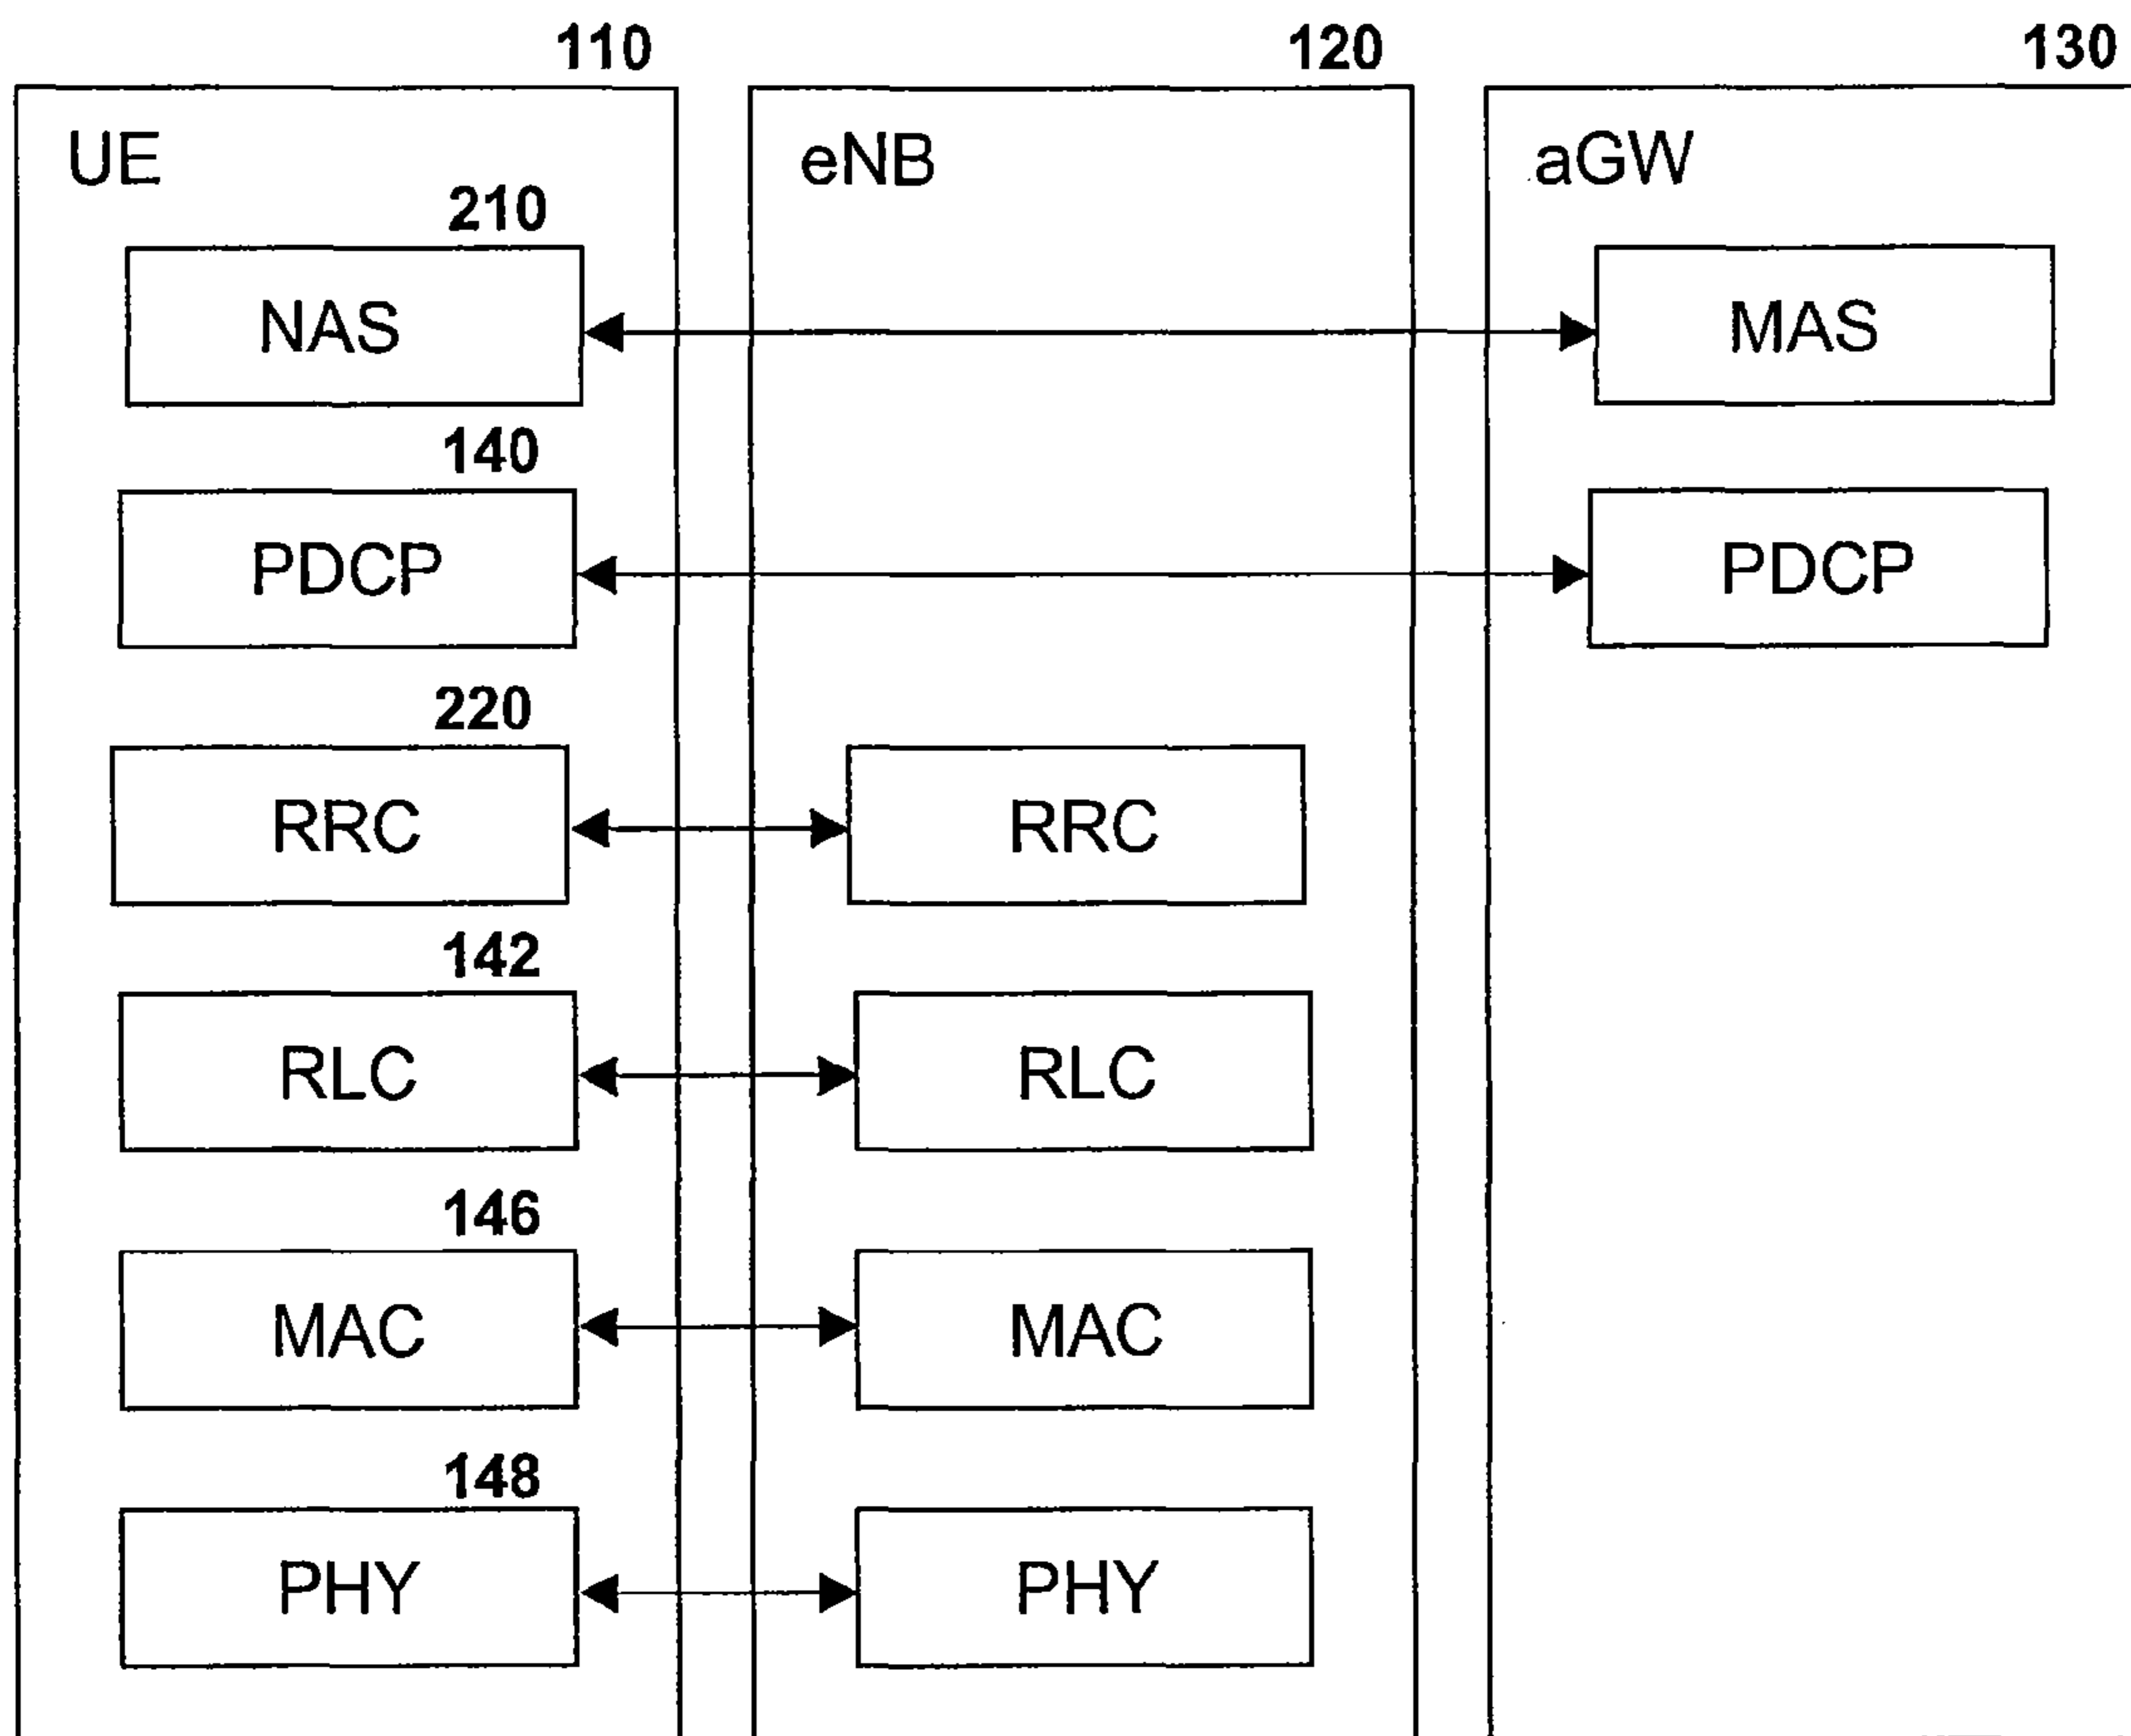 110 120 130
UE eNB aGW
210
NAS MAS
140
PDCP PDCP
220
RRC RRC
142
RLC RLC
146
MAC MAC
148
PHY PHY